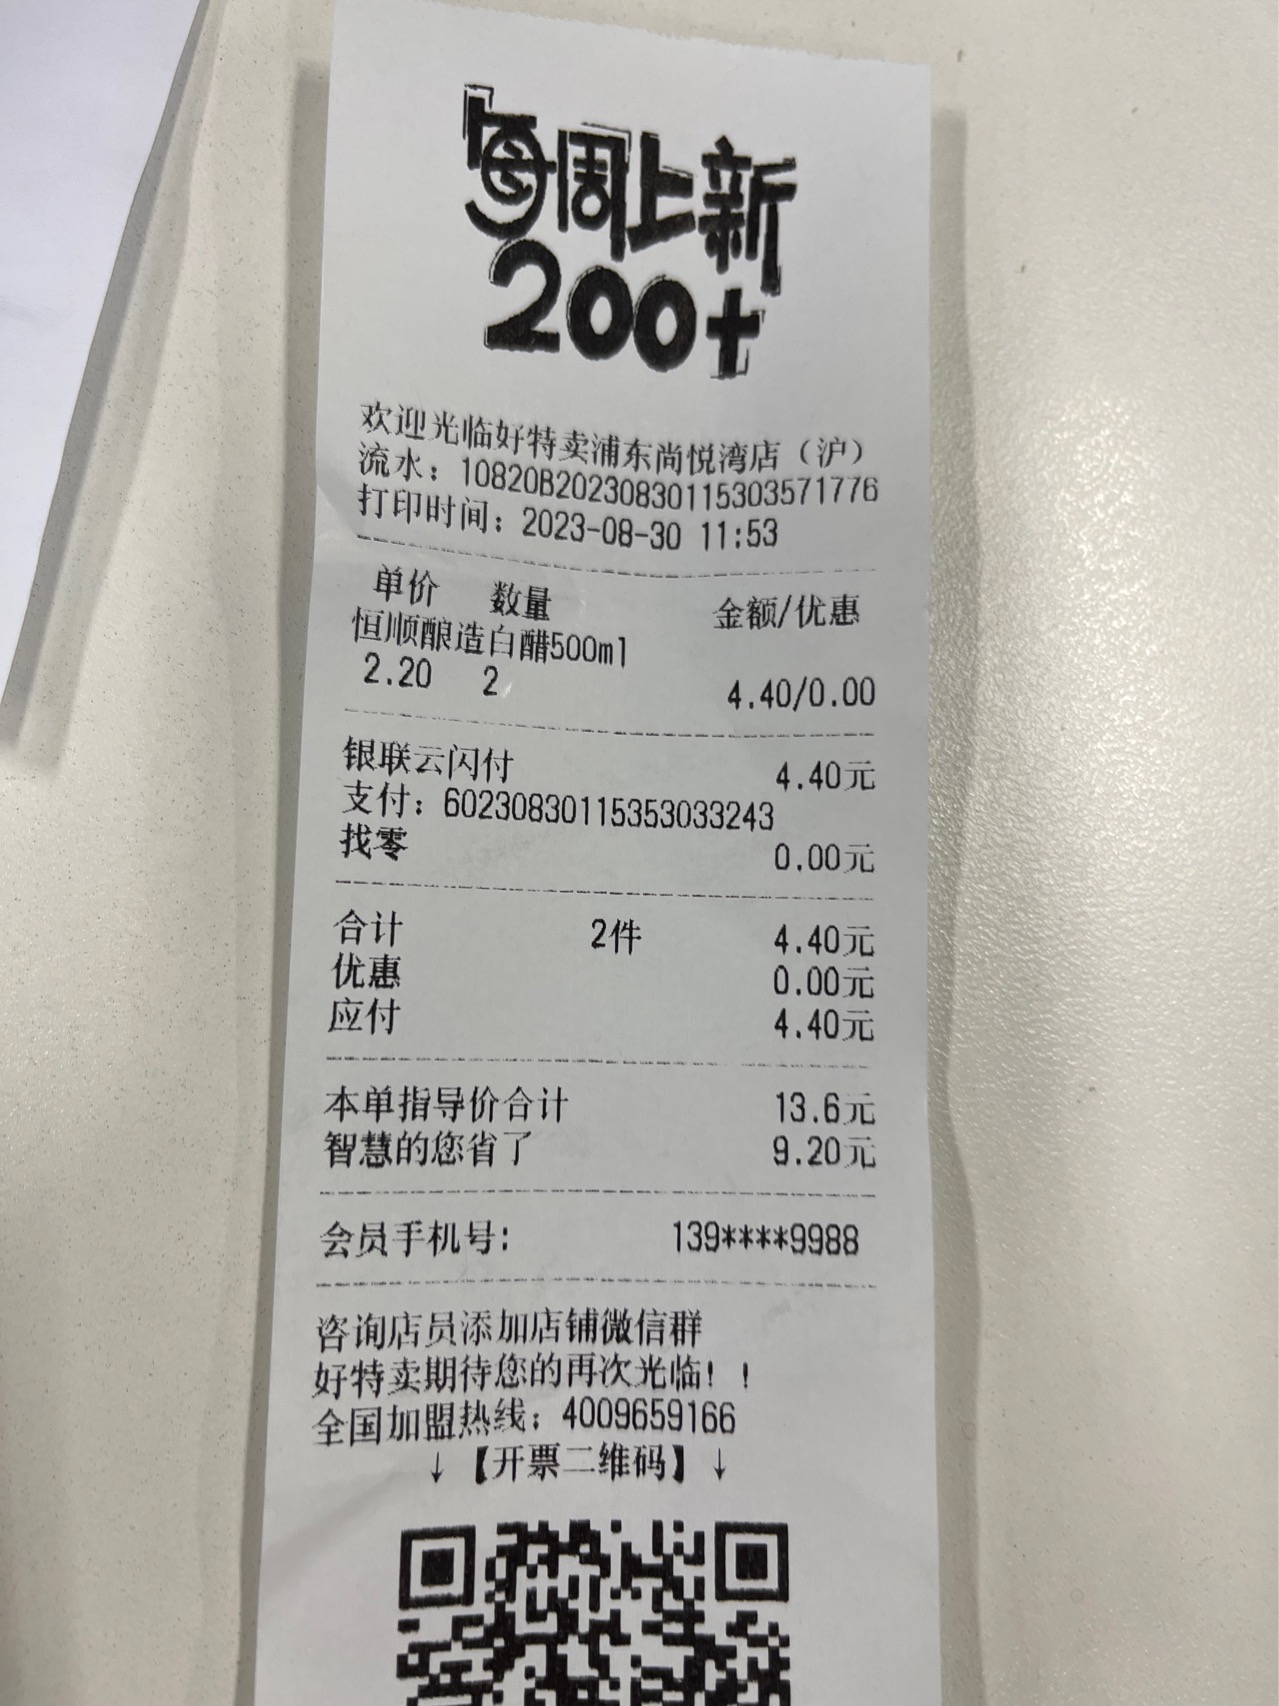 每周上新
200+
欢迎光临好特卖浦东尚悦湾店（沪）
流水：10820B20230830115303571776
打印时间：2023-08-30 11:53
单价 数量 金额/优惠
恒顺酿造白醋500ml
2.20 2 4.40/0.00
银联云闪付 4.40元
支付：60230830115353033243
找零 0.00元
合计 2件 4.40元
优惠 0.00元
应付 4.40元
本单指导价合计 13.6元
智慧的您省了 9.20元
会员手机号： 139****9988
咨询店员添加店铺微信群
好特卖期待您的再次光临！！
全国加盟热线：4009659166
↓【开票二维码】↓